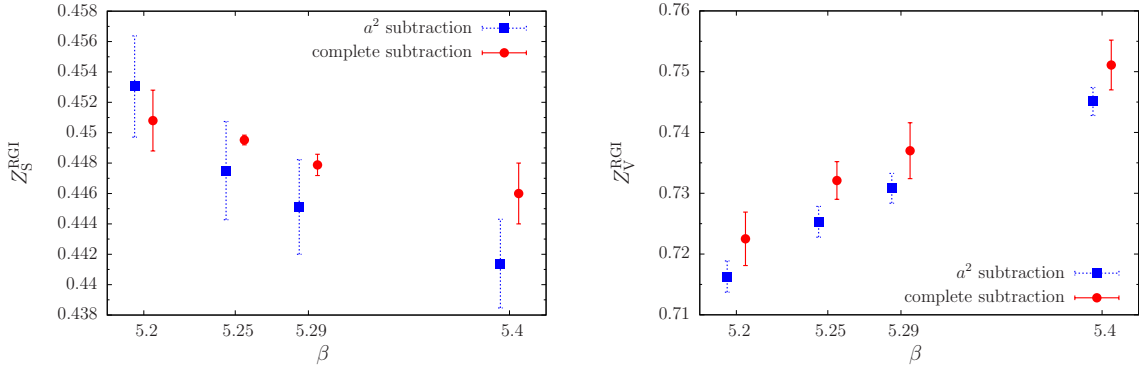 0.458
0.456
0.454
0.452
0.45
0.448
0.446
0.444
0.442
0.44
0.438
5.2 5.25 5.29 5.4
β
Z_S^RGI
a² subtraction
complete subtraction
0.76
0.75
0.74
0.73
0.72
0.71
5.2 5.25 5.29 5.4
β
Z_V^RGI
a² subtraction
complete subtraction